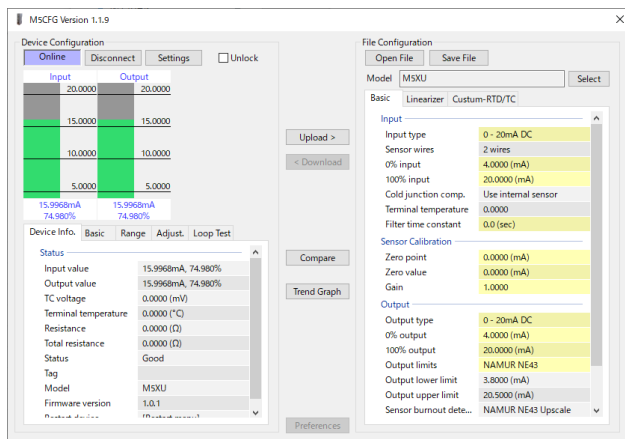 M5CFG Version 1.1.9
Device Configuration
Online Disconnect Settings Unlock
Input Output
20.0000 20.0000
15.0000 15.0000
10.0000 10.0000
5.0000 5.0000
15.9968mA 15.9968mA
74.980% 74.980%
Device Info. Basic Range Adjust. Loop Test
Status
Input value 15.9968mA, 74.980%
Output value 15.9968mA, 74.980%
TC voltage 0.0000 (mV)
Terminal temperature 0.0000 (°C)
Resistance 0.0000 (Ω)
Total resistance 0.0000 (Ω)
Status Good
Tag
Model M5XU
Firmware version 1.0.1
Restart device [Restart menu]
Upload >
< Download
Compare
Trend Graph
Preferences
File Configuration
Open File Save File
Model M5XU Select
Basic Linearizer Custum-RTD/TC
Input
Input type 0 - 20mA DC
Sensor wires 2 wires
0% input 4.0000 (mA)
100% input 20.0000 (mA)
Cold junction comp. Use internal sensor
Terminal temperature 0.0000
Filter time constant 0.0 (sec)
Sensor Calibration
Zero point 0.0000 (mA)
Zero value 0.0000 (mA)
Gain 1.0000
Output
Output type 0 - 20mA DC
0% output 4.0000 (mA)
100% output 20.0000 (mA)
Output limits NAMUR NE43
Output lower limit 3.8000 (mA)
Output upper limit 20.5000 (mA)
Sensor burnout dete... NAMUR NE43 Upscale